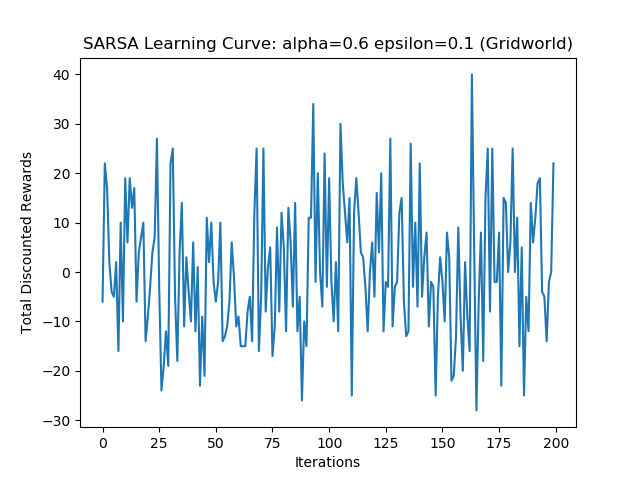 SARSA Learning Curve: alpha=0.6 epsilon=0.1 (Gridworld)
Total Discounted Rewards
40
30
20
10
0
−10
−20
−30
0 25 50 75 100 125 150 175 200
Iterations